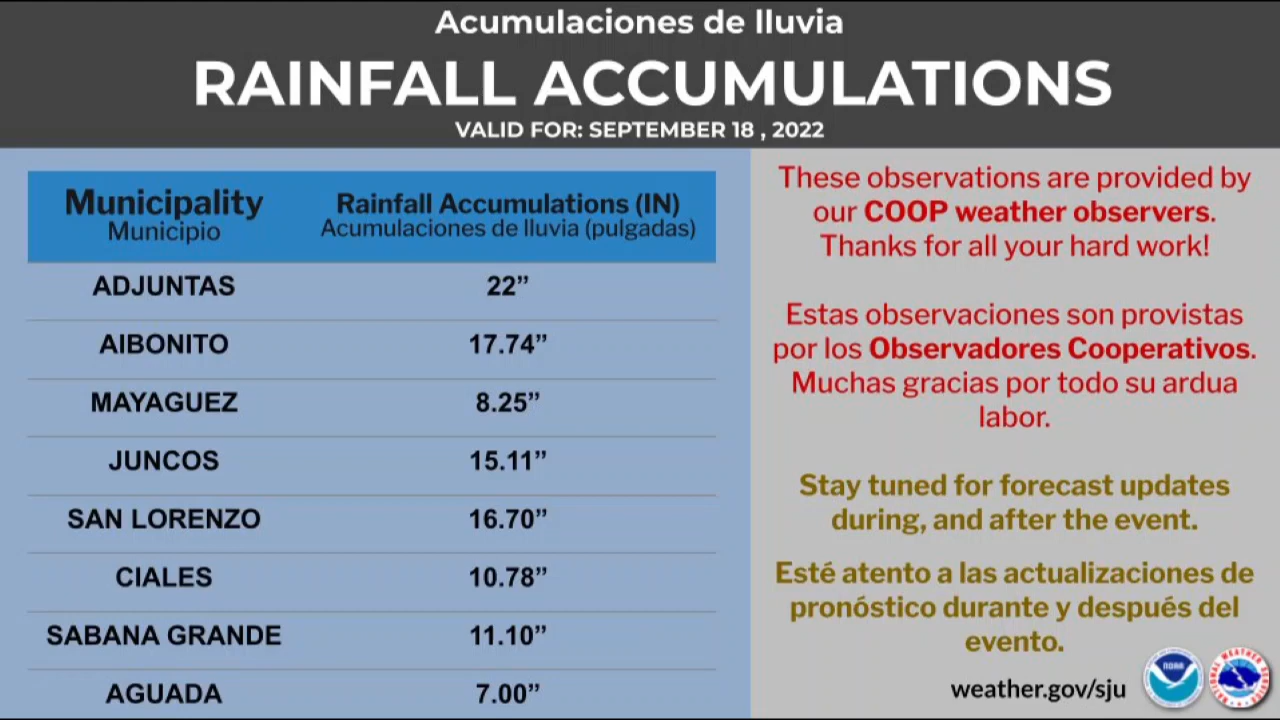 Acumulaciones de lluvia
RAINFALL ACCUMULATIONS
VALID FOR: SEPTEMBER 18 , 2022
Municipality Rainfall Accumulations (IN)
Municipio Acumulaciones de lluvia (pulgadas)
ADJUNTAS 22”
AIBONITO 17.74”
MAYAGUEZ 8.25”
JUNCOS 15.11”
SAN LORENZO 16.70”
CIALES 10.78”
SABANA GRANDE 11.10”
AGUADA 7.00”
These observations are provided by
our COOP weather observers.
Thanks for all your hard work!
Estas observaciones son provistas
por los Observadores Cooperativos.
Muchas gracias por todo su ardua
labor.
Stay tuned for forecast updates
during, and after the event.
Esté atento a las actualizaciones de
pronóstico durante y después del
evento.
weather.gov/sju
NOAA
NATIONAL WEATHER SERVICE